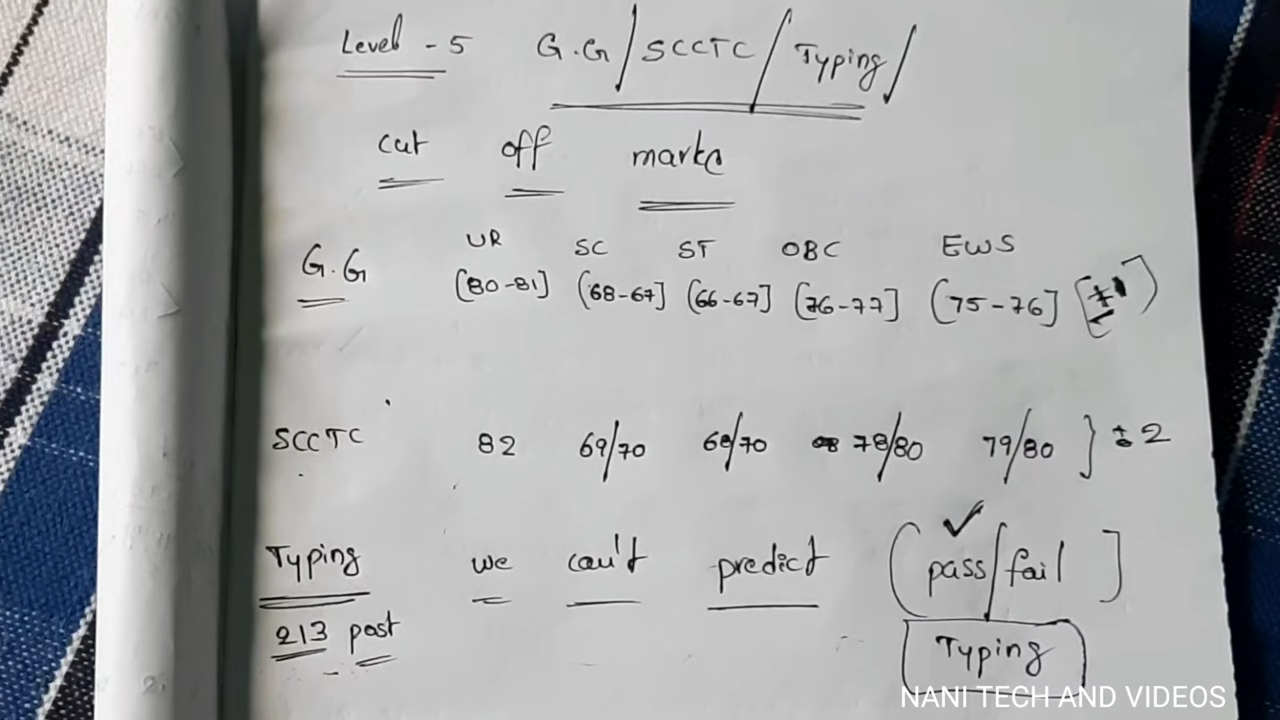 Level - 5 G.G/SCCTC/Typing/
cut off marks
UR SC ST OBC EWS
G.G [80-81] (68-67] [66-67] [76-77] (75-76]
SCCTC 82 69/70 68/70 78/80 79/80 } ±2
Typing we can't predict (pass/fail]
213 post Typing
NANI TECH AND VIDEOS